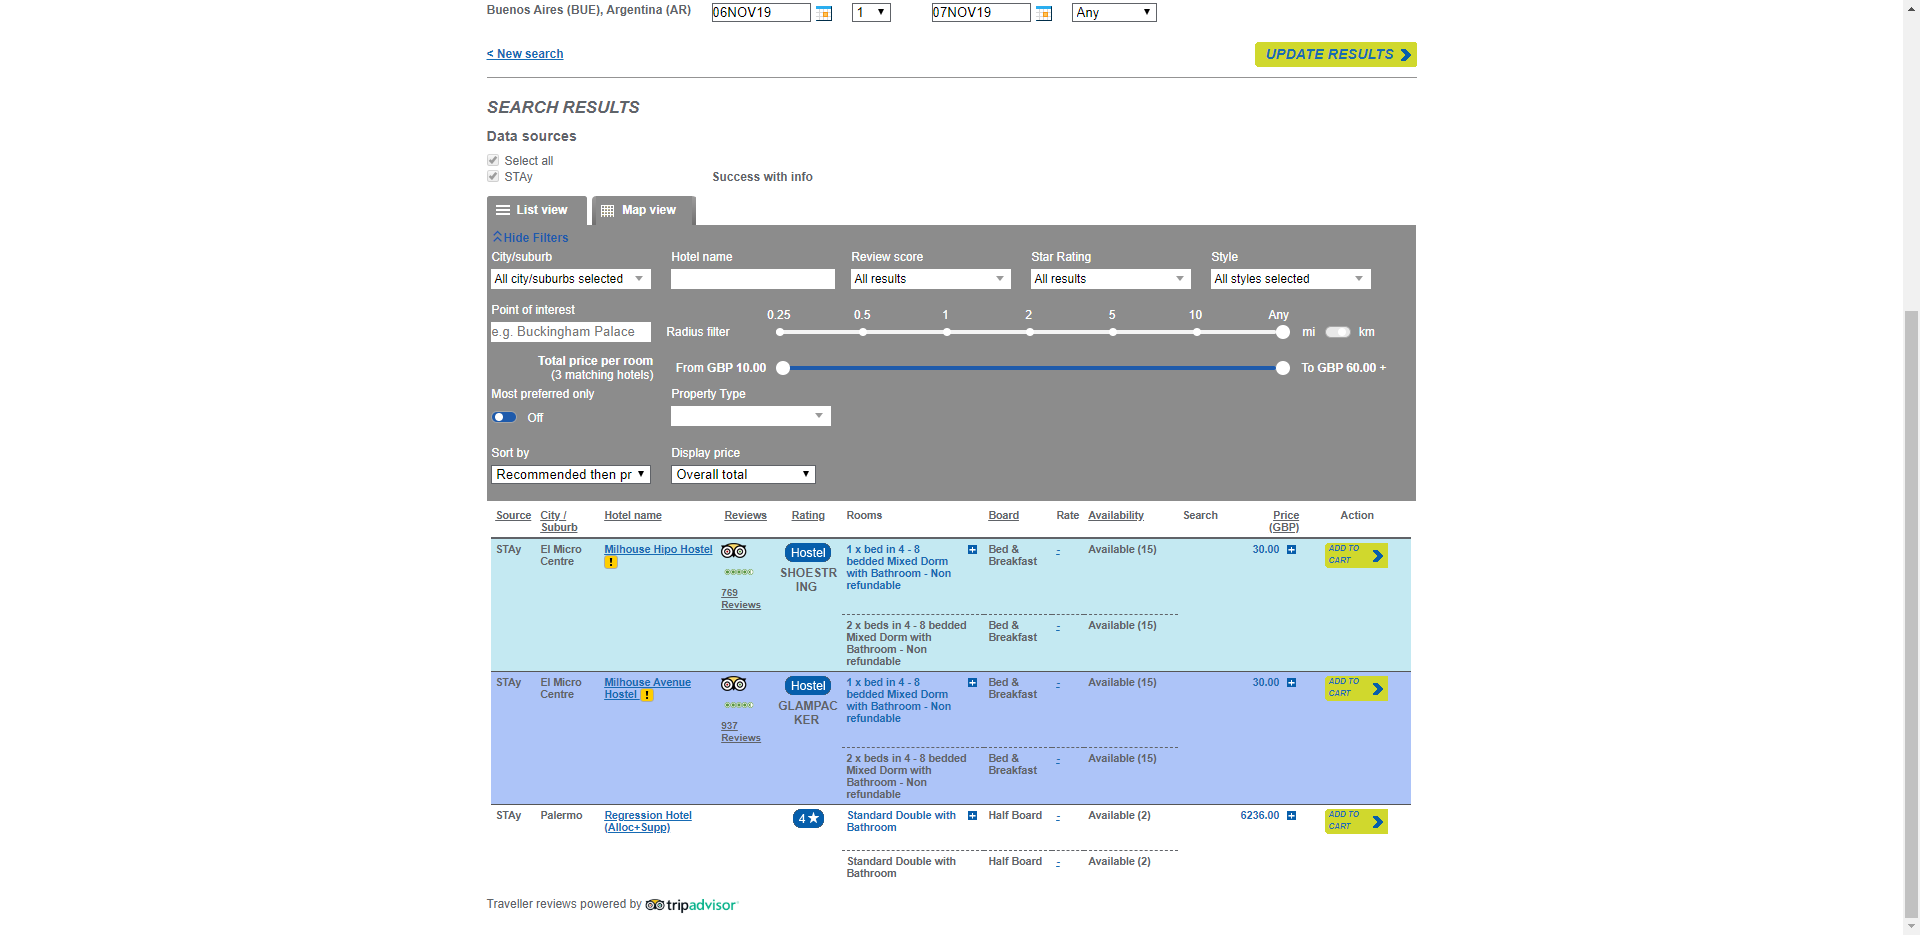 Buenos Aires (BUE), Argentina (AR) 06NOV19 1 07NOV19 Any
< New search UPDATE RESULTS
SEARCH RESULTS
Data sources
Select all
STAy Success with info
List view Map view
Hide Filters
City/suburb Hotel name Review score Star Rating Style
All city/suburbs selected All results All results All styles selected
Point of interest 0.25 0.5 1 2 5 10 Any
e.g. Buckingham Palace Radius filter mi km
Total price per room From GBP 10.00 To GBP 60.00 +
(3 matching hotels)
Most preferred only Property Type
Off
Sort by Display price
Recommended then pr Overall total
Source City / Hotel name Reviews Rating Rooms Board Rate Availability Search Price Action
Suburb (GBP)
STAy El Micro Milhouse Hipo Hostel Hostel 1 x bed in 4 - 8 Bed & - Available (15) 30.00 ADD TO
Centre ! bedded Mixed Dorm Breakfast CART
SHOESTR with Bathroom - Non
ING refundable
769
Reviews
2 x beds in 4 - 8 bedded Bed & - Available (15)
Mixed Dorm with Breakfast
Bathroom - Non
refundable
STAy El Micro Milhouse Avenue Hostel 1 x bed in 4 - 8 Bed & - Available (15) 30.00 ADD TO
Centre Hostel ! bedded Mixed Dorm Breakfast CART
GLAMPAC with Bathroom - Non
KER refundable
937
Reviews
2 x beds in 4 - 8 bedded Bed & - Available (15)
Mixed Dorm with Breakfast
Bathroom - Non
refundable
STAy Palermo Regression Hotel 4★ Standard Double with Half Board - Available (2) 6236.00 ADD TO
(Alloc+Supp) Bathroom CART
Standard Double with Half Board - Available (2)
Bathroom
Traveller reviews powered by tripadvisor